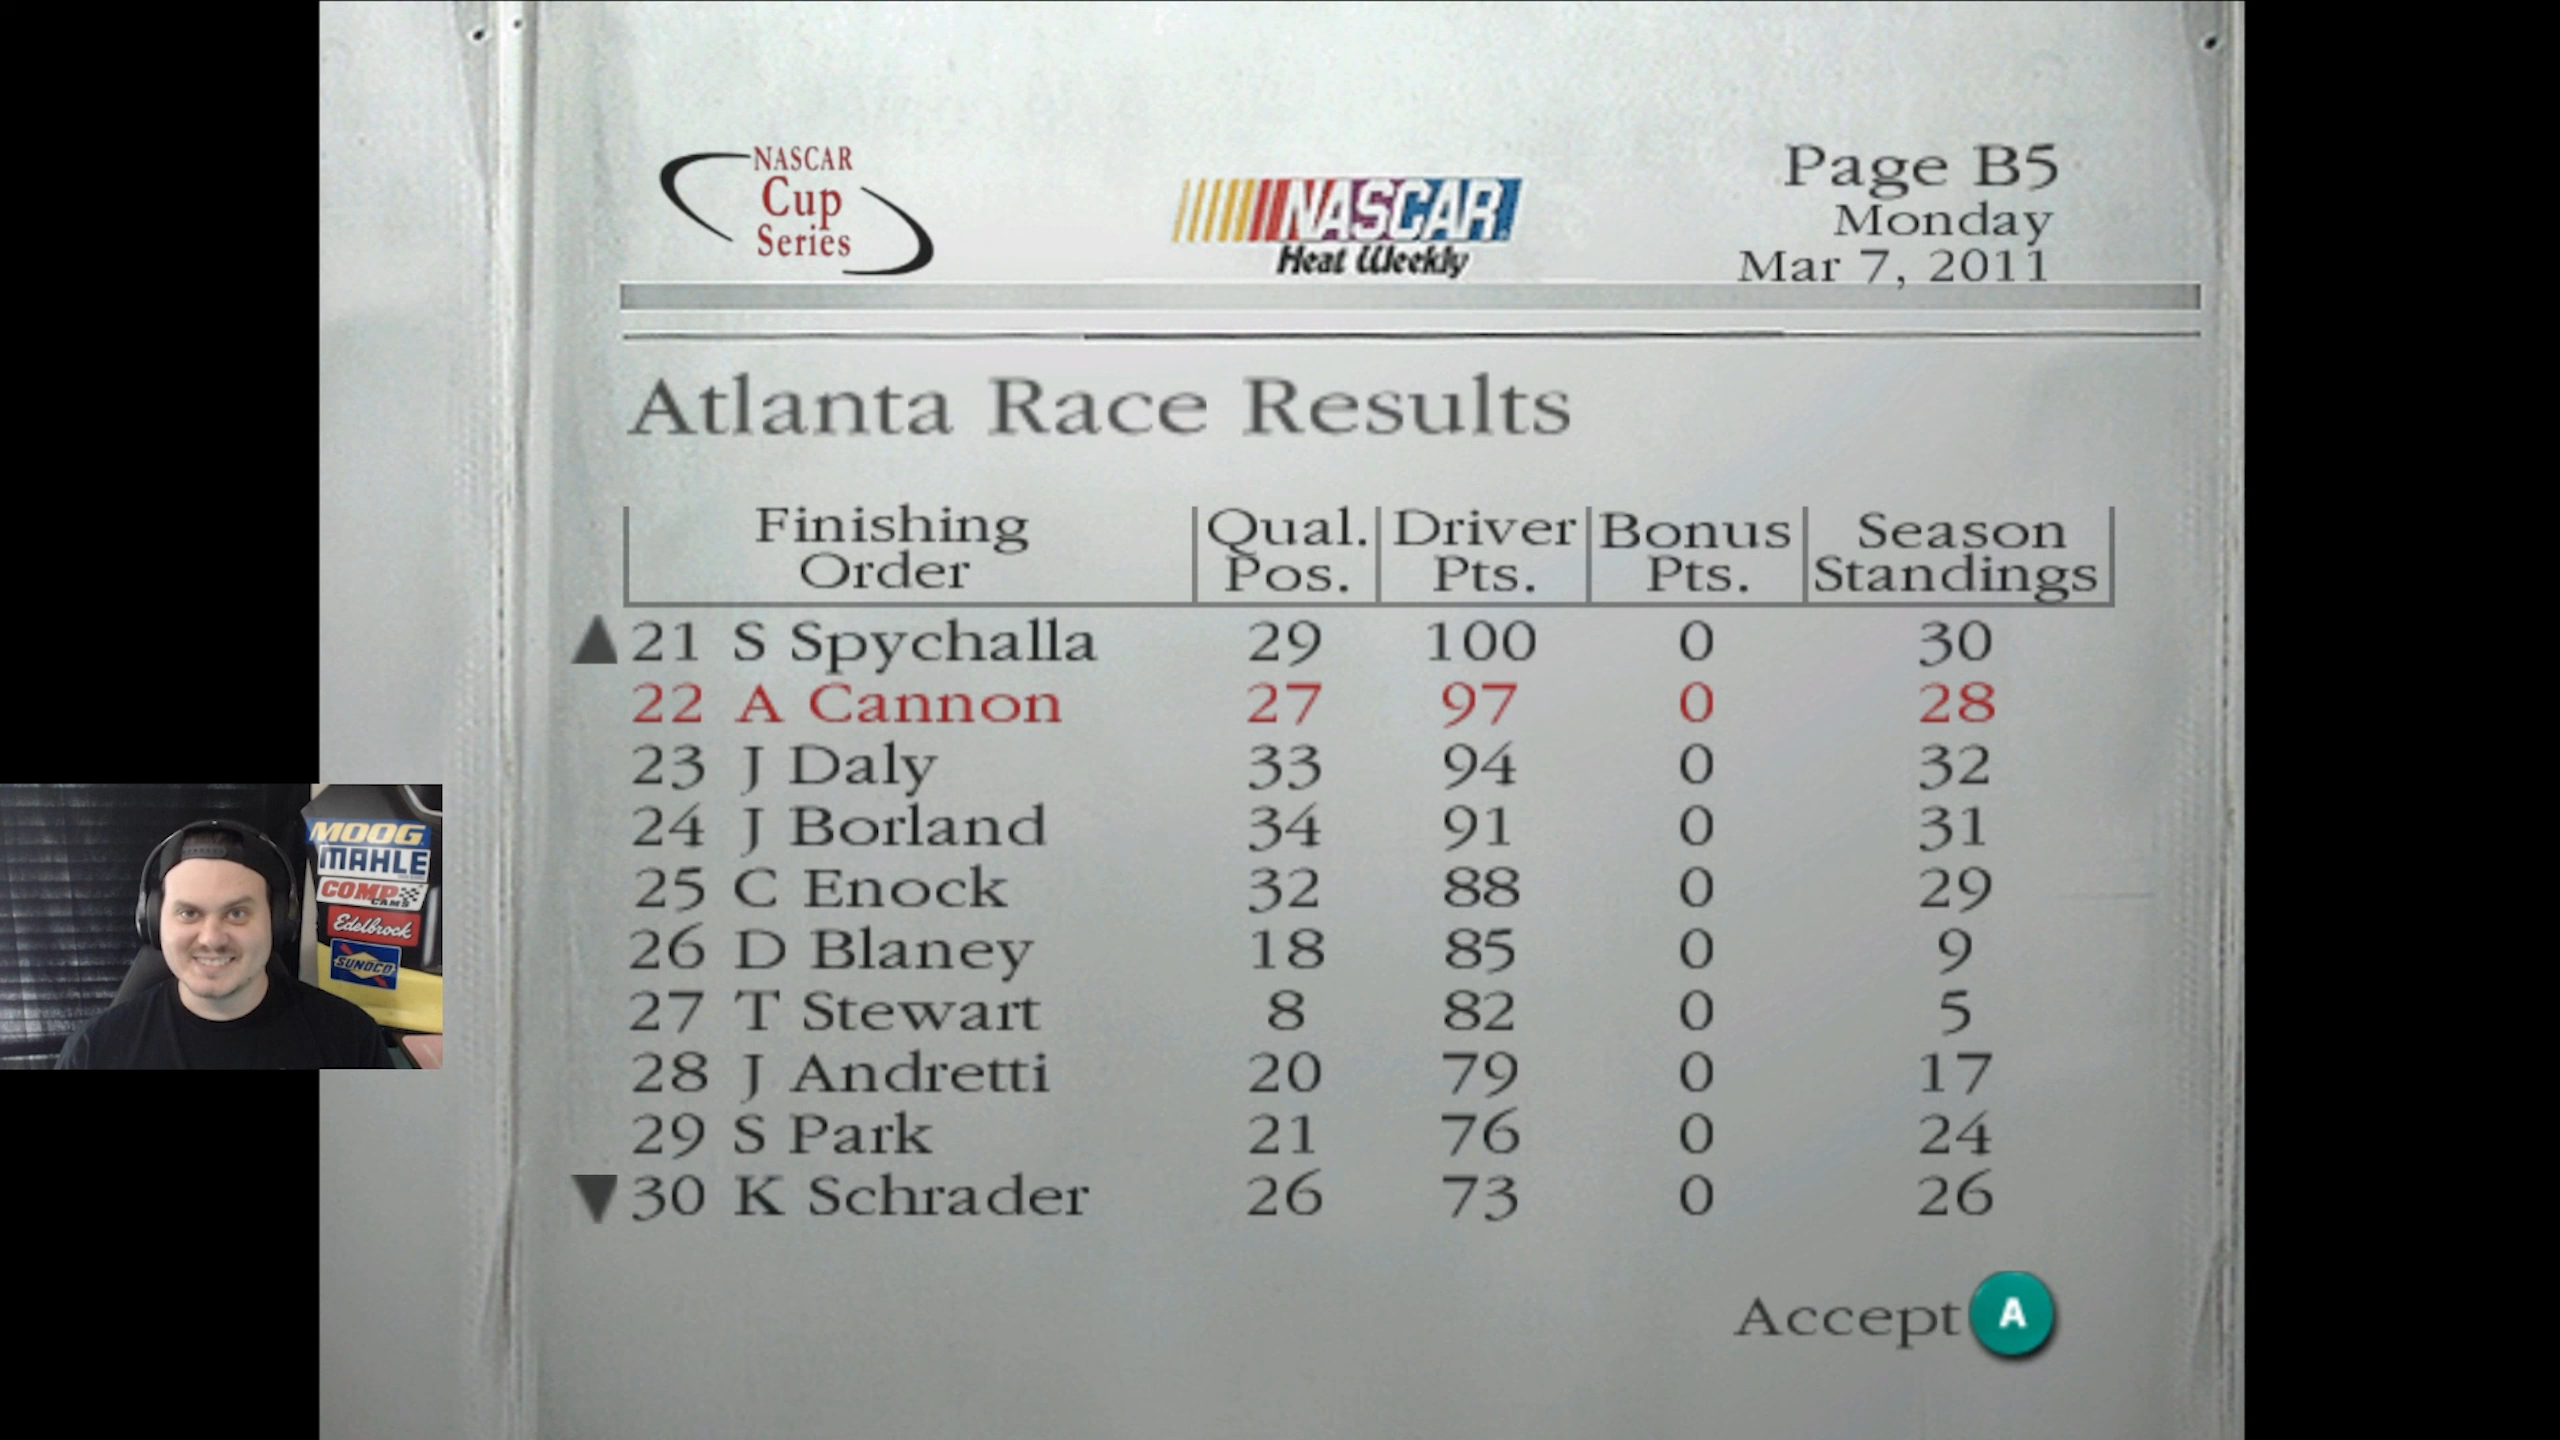 NASCAR
Cup
Series
NASCAR
Heat Weekly
Page B5
Monday
Mar 7, 2011
Atlanta Race Results
Finishing Order Qual. Pos. Driver Pts. Bonus Pts. Season Standings
21 S Spychalla 29 100 0 30
22 A Cannon 27 97 0 28
23 J Daly 33 94 0 32
24 J Borland 34 91 0 31
25 C Enock 32 88 0 29
26 D Blaney 18 85 0 9
27 T Stewart 8 82 0 5
28 J Andretti 20 79 0 17
29 S Park 21 76 0 24
30 K Schrader 26 73 0 26
Accept A
MOOG
MAHLE
COMP
CAMS
Edelbrock
SUNOCO